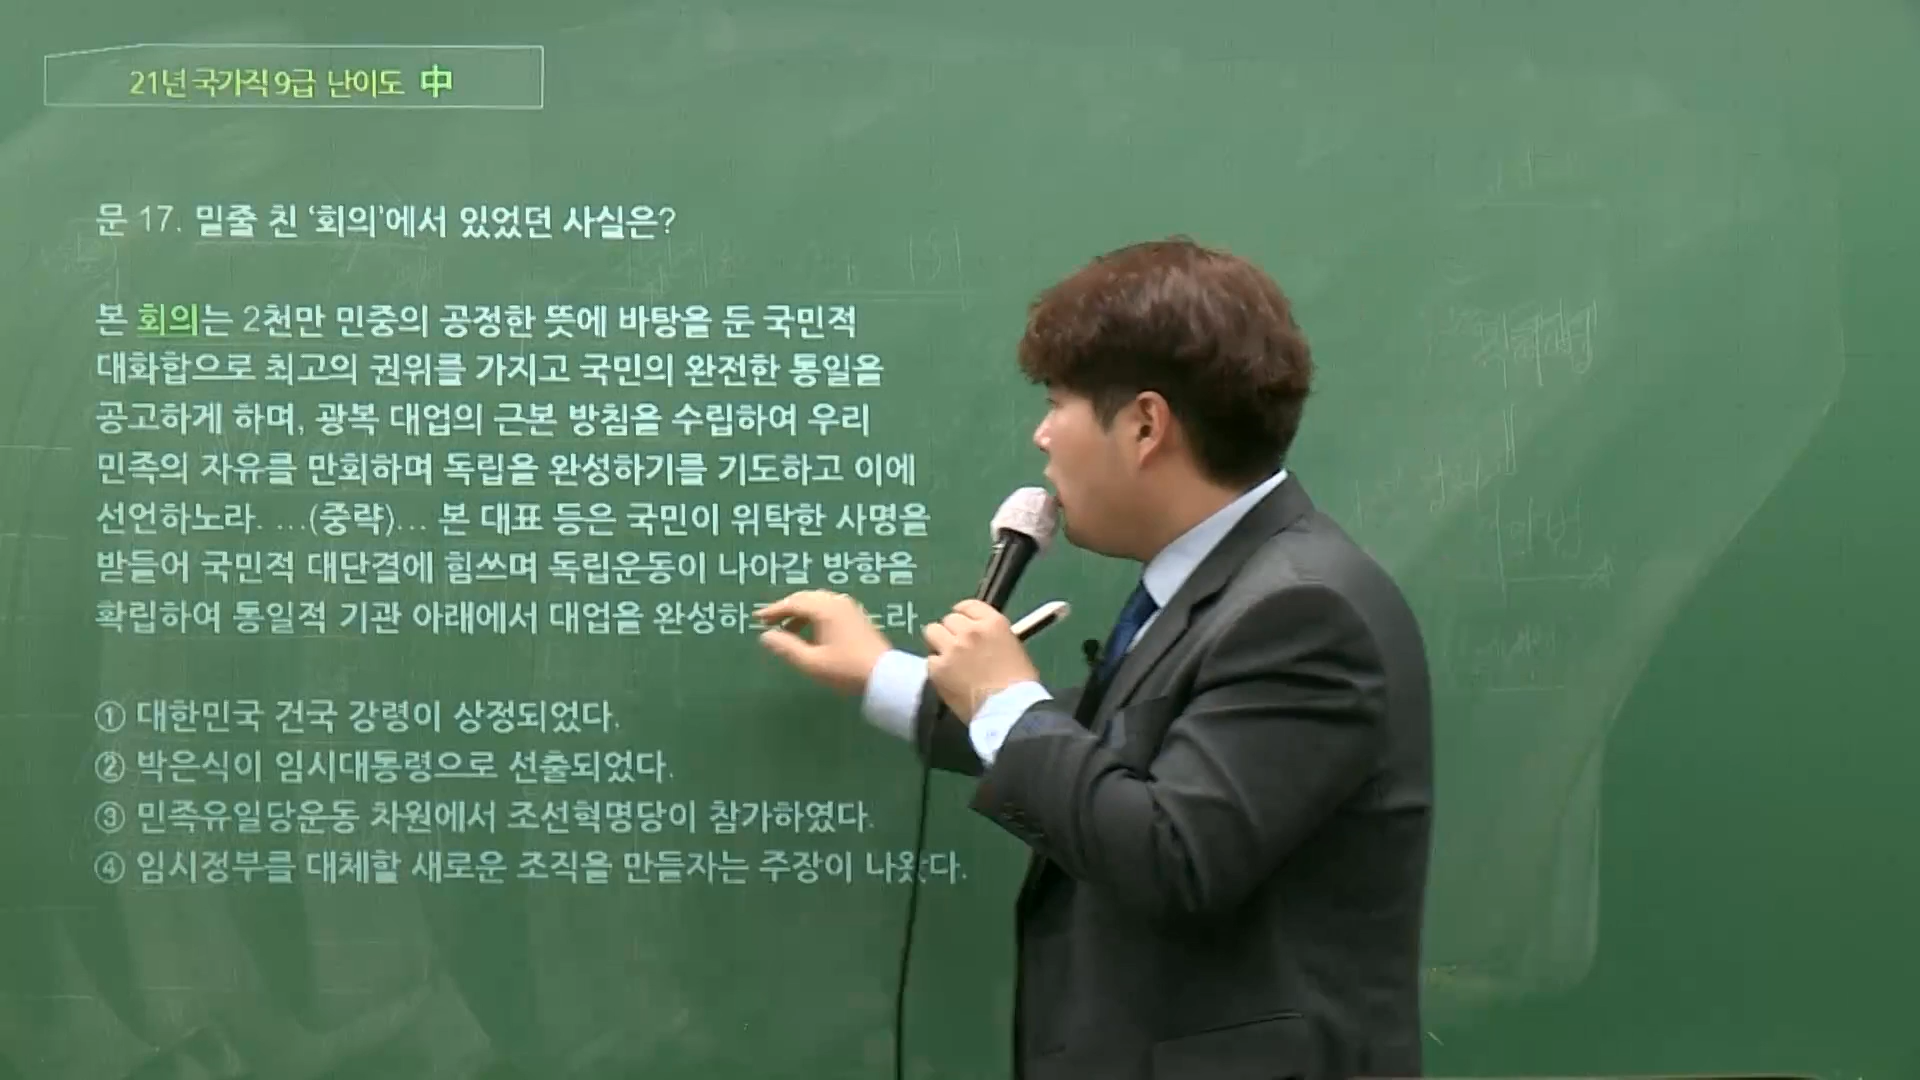 21년 국가직 9급 난이도 中
문 17. 밑줄 친 '회의'에서 있었던 사실은?
본 회의는 2천만 민중의 공정한 뜻에 바탕을 둔 국민적
대화합으로 최고의 권위를 가지고 국민의 완전한 통일을
공고하게 하며, 광복 대업의 근본 방침을 수립하여 우리
민족의 자유를 만회하며 독립을 완성하기를 기도하고 이에
선언하노라. …(중략)… 본 대표 등은 국민이 위탁한 사명을
받들어 국민적 대단결에 힘쓰며 독립운동이 나아갈 방향을
확립하여 통일적 기관 아래에서 대업을
① 대한민국 건국 강령이 상정되었다.
② 박은식이 임시대통령으로 선출되었다.
③ 민족유일당운동 차원에서 조선혁명당이 참가하였다.
④ 임시정부를 대체할 새로운 조직을 만들자는 주장이 나왔다.